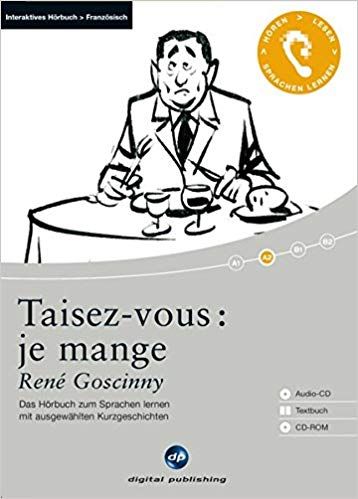 Interaktives Hörbuch > Französisch
> HÖREN > LESEN > SPRACHEN LERNEN
A1 A2 B1 B2
Taisez-vous :
je mange
René Goscinny
Das Hörbuch zum Sprachen lernen
mit ausgewählten Kurzgeschichten
Audio-CD
Textbuch
CD-ROM
dp
digital publishing